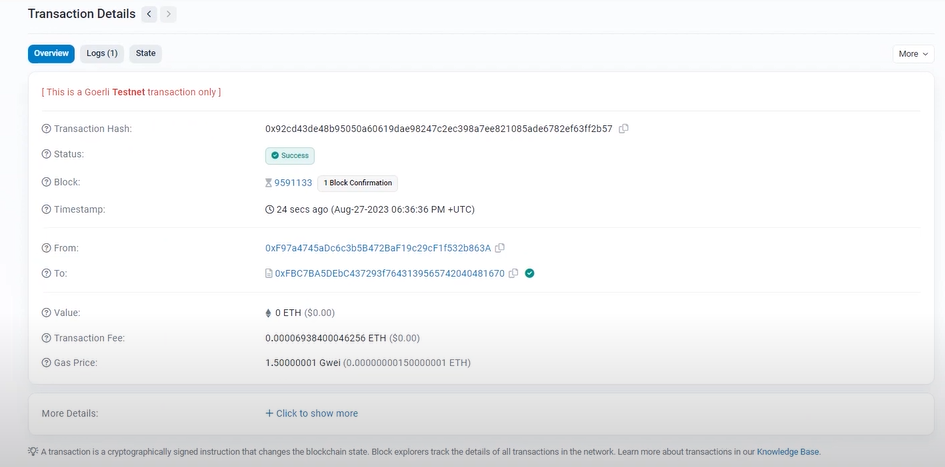 Transaction Details
Overview Logs (1) State More
[ This is a Goerli Testnet transaction only ]
Transaction Hash: 0x92cd43de48b95050a60619dae98247c2ec398a7ee821085ade6782ef63ff2b57
Status: Success
Block: 9591133 1 Block Confirmation
Timestamp: 24 secs ago (Aug-27-2023 06:36:36 PM +UTC)
From: 0xF97a4745aDc6c3b5B472BaF19c29cF1f532b863A
To: 0xFBC7BA5DEbC437293f7643139565742040481670
Value: 0 ETH ($0.00)
Transaction Fee: 0.00006938400046256 ETH ($0.00)
Gas Price: 1.50000001 Gwei (0.00000000150000001 ETH)
More Details: + Click to show more
A transaction is a cryptographically signed instruction that changes the blockchain state. Block explorers track the details of all transactions in the network. Learn more about transactions in our Knowledge Base.